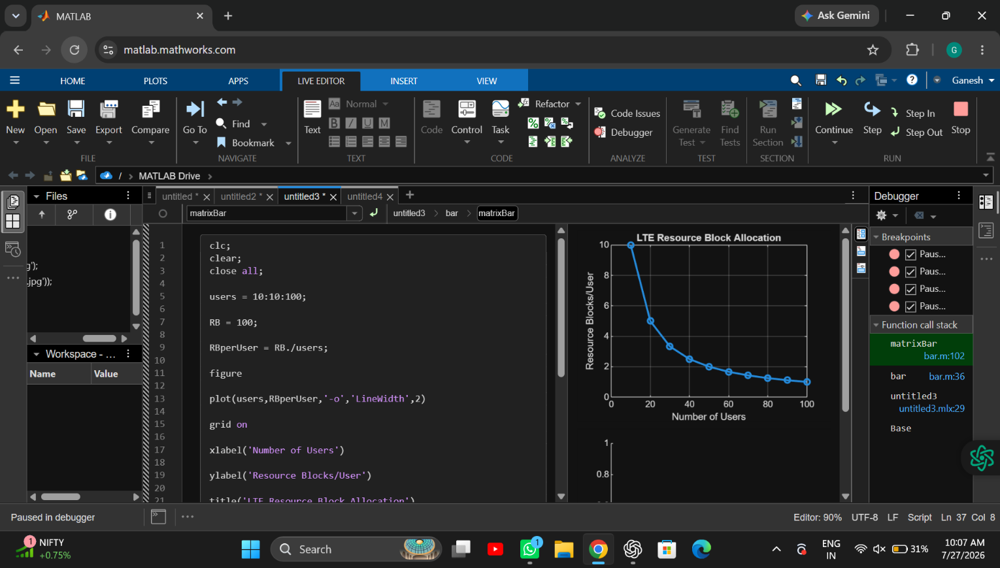 MATLAB
Ask Gemini
matlab.mathworks.com
G
HOME PLOTS APPS LIVE EDITOR INSERT VIEW
? Ganesh
New Open Save Export Compare
FILE
Go To Find Bookmark
NAVIGATE
Text Aa Normal
B I U M
TEXT
Code Control Task Refactor
CODE
Code Issues
Debugger
ANALYZE
Generate Test Find Tests
TEST
Run Section
SECTION
Continue Step Step In Step Out Stop
RUN
/ > MATLAB Drive >
Files
g');
.jpg'));
Workspace - ...
Name Value
untitled * untitled2 * untitled3 * untitled4
matrixBar
untitled3 > bar > matrixBar
1 clc;
2 clear;
3 close all;
4
5 users = 10:10:100;
6
7 RB = 100;
8
9 RBperUser = RB./users;
10
11 figure
12
13 plot(users,RBperUser,'-o','LineWidth',2)
14
15 grid on
16
17 xlabel('Number of Users')
18
19 ylabel('Resource Blocks/User')
20
21 title('LTE Resource Block Allocation')
LTE Resource Block Allocation
10
8
6
4
2
0
Resource Blocks/User
0 20 40 60 80 100
Number of Users
1
0.8
Debugger
Breakpoints
Paus...
Paus...
Paus...
Paus...
Function call stack
matrixBar
bar.m:102
bar bar.m:36
untitled3
untitled3.mlx:29
Base
Paused in debugger
Editor: 90% UTF-8 LF Script Ln 37 Col 8
1
NIFTY
+0.75%
Search
1
ENG
IN
31%
10:07 AM
7/27/2026